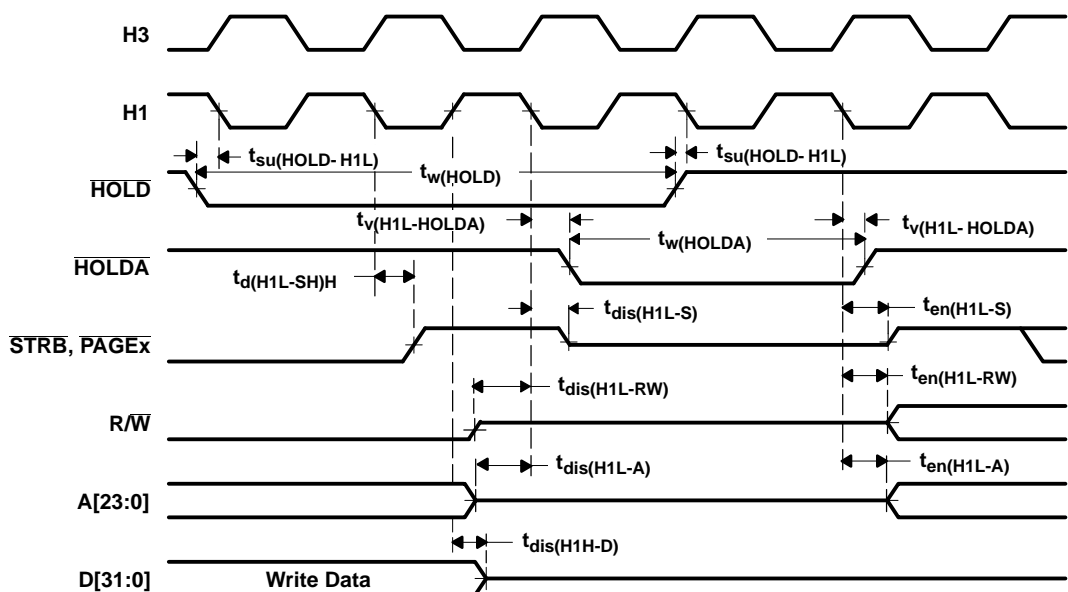 H3
H1
tsu(HOLD- H1L)
tsu(HOLD- H1L)
tw(HOLD)
HOLD
tv(H1L-HOLDA)
tv(H1L- HOLDA)
tw(HOLDA)
HOLDA
td(H1L-SH)H
tdis(H1L-S)
ten(H1L-S)
STRB, PAGEx
tdis(H1L-RW)
ten(H1L-RW)
R/W
tdis(H1L-A)
ten(H1L-A)
A[23:0]
tdis(H1H-D)
D[31:0]
Write Data